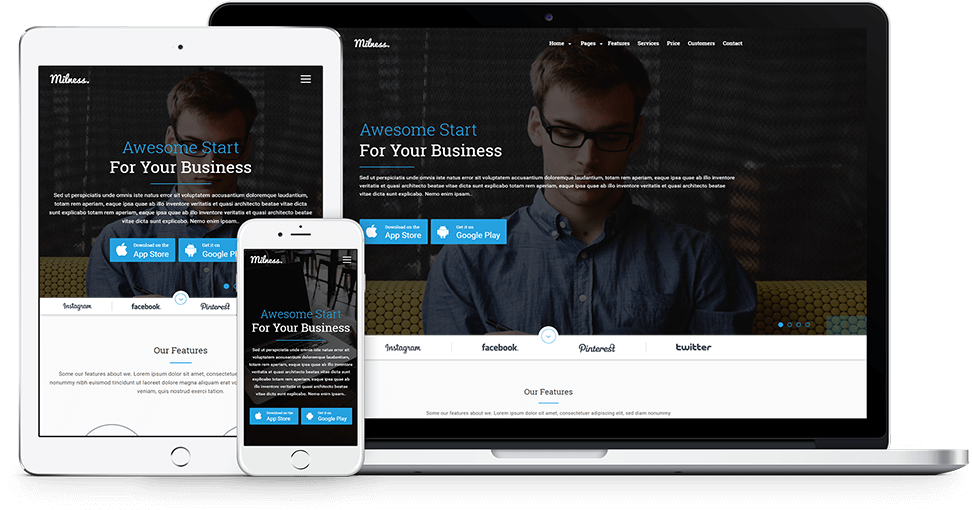 Milness.
Awesome Start
For Your Business
Sed ut perspiciatis unde omnis iste natus error sit voluptatem accusantium doloremque laudantium,
totam rem aperiam, eaque ipsa quae ab illo inventore veritatis et quasi architecto beatae vitae dicta
sunt explicabo totam rem aperiam, eaque ipsa quae ab illo inventore veritatis et quasi architecto beatae
vitae dicta sunt explicabo. Nemo enim ipsam..
Download on the
App Store
Get it on
Google Pl
Instagram
facebook.
Pinterest
Our Features
Some our features about we. Lorem ipsum dolor sit amet, consectetuer
nonummy nibh euismod tincidunt ut laoreet dolore magna aliquam erat
veniam, quis nostrud exerci tation.
Milness.
Awesome Start
For Your Business
Sed ut perspiciatis unde omnis iste natus error sit
voluptatem accusantium doloremque laudantium,
totam rem aperiam, eaque ipsa quae ab illo inventore
veritatis et quasi architecto beatae vitae dicta sunt
explicabo totam rem aperiam, eaque ipsa quae ab illo
inventore veritatis et quasi architecto beatae vitae
dicta sunt explicabo. Nemo enim ipsam..
Download on the
App Store
Get it on
Google Play
Milness.
Home Pages Features Services Price Customers Contact
Awesome Start
For Your Business
Sed ut perspiciatis unde omnis iste natus error sit voluptatem accusantium doloremque laudantium, totam rem aperiam, eaque ipsa quae ab illo inventore
veritatis et quasi architecto beatae vitae dicta sunt explicabo totam rem aperiam, eaque ipsa quae ab illo inventore veritatis et quasi architecto beatae
vitae dicta sunt explicabo. Nemo enim ipsam..
Download on the
App Store
Get it on
Google Play
Instagram
facebook.
Pinterest
twitter
Our Features
Some our features about we. Lorem ipsum dolor sit amet, consectetuer adipiscing elit, sed diam nonummy